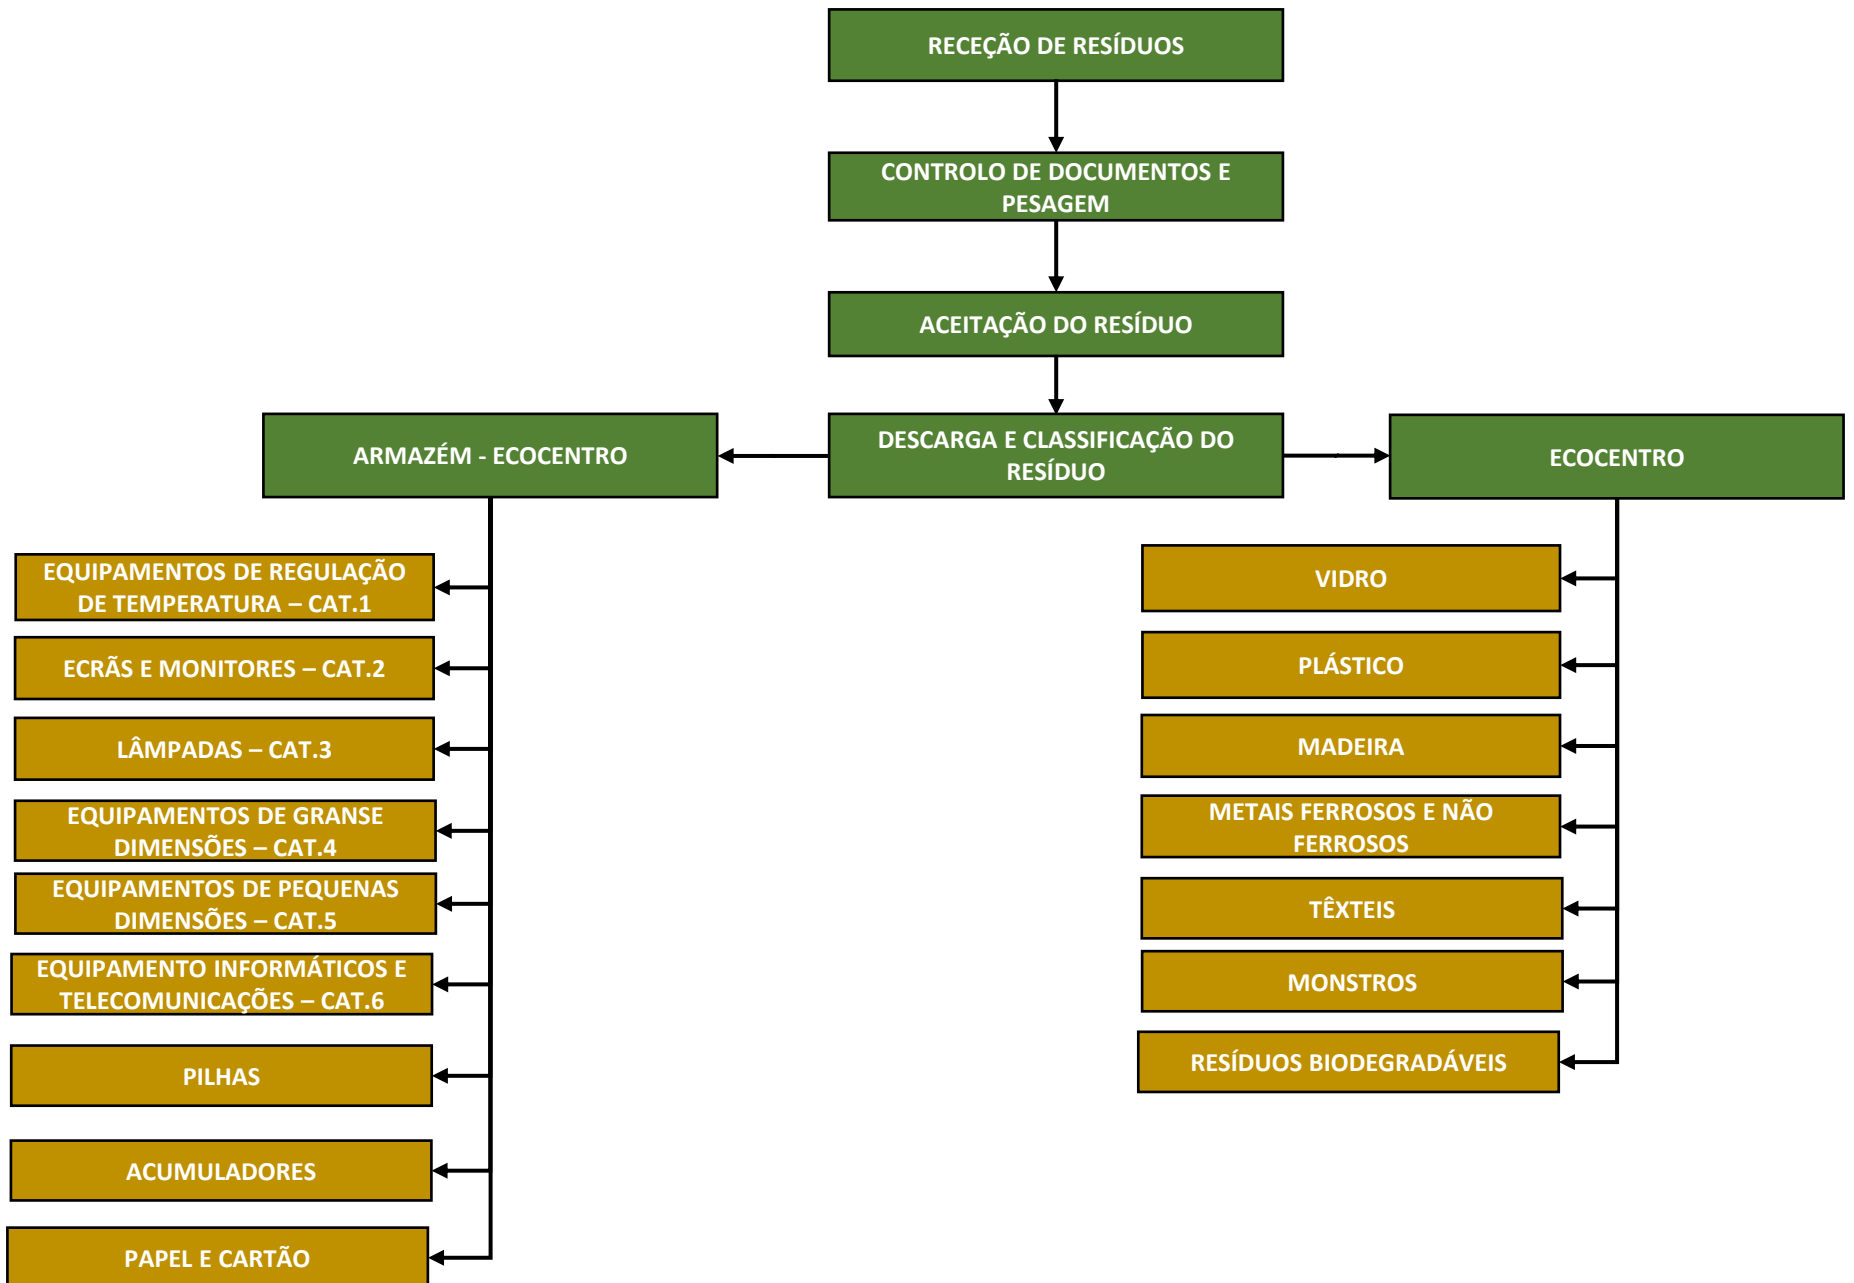 RECEÇÃO DE RESÍDUOS
CONTROLO DE DOCUMENTOS E
PESAGEM
ACEITAÇÃO DO RESÍDUO
DESCARGA E CLASSIFICAÇÃO DO
RESÍDUO
ARMAZÉM - ECOCENTRO
EQUIPAMENTOS DE REGULAÇÃO
DE TEMPERATURA – CAT.1
ECRÃS E MONITORES – CAT.2
LÂMPADAS – CAT.3
EQUIPAMENTOS DE GRANSE
DIMENSÕES – CAT.4
EQUIPAMENTOS DE PEQUENAS
DIMENSÕES – CAT.5
EQUIPAMENTO INFORMÁTICOS E
TELECOMUNICAÇÕES – CAT.6
PILHAS
ACUMULADORES
PAPEL E CARTÃO
ECOCENTRO
VIDRO
PLÁSTICO
MADEIRA
METAIS FERROSOS E NÃO
FERROSOS
TÊXTEIS
MONSTROS
RESÍDUOS BIODEGRADÁVEIS